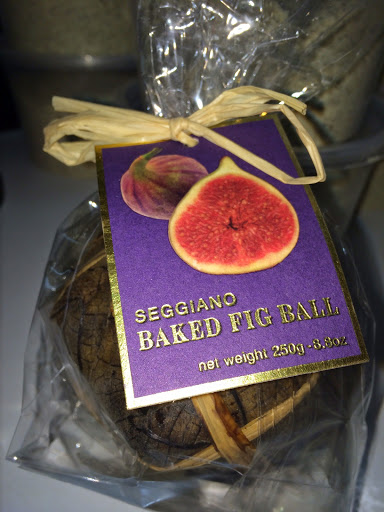 SEGGIANO
BAKED FIG BALL
net weight 250g -8.8oz